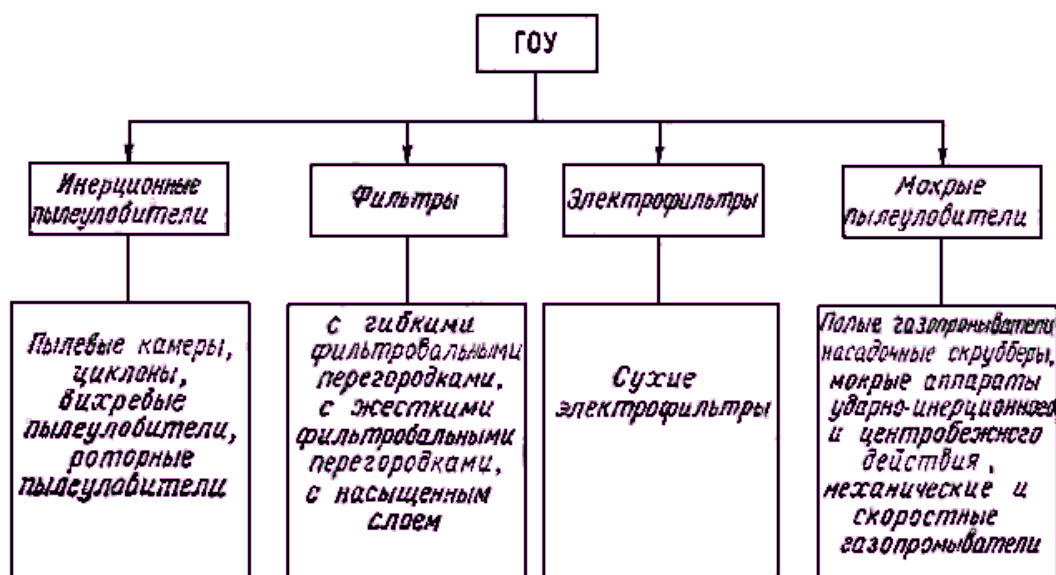 ГОУ
Инерционные
пылеуловители
Фильтры
Электрофильтры
Мокрые
пылеуловители
Пылевые камеры,
циклоны,
вихревые
пылеуловители,
роторные
пылеуловители
с гибкими
фильтровальными
перегородками,
с жесткими
фильтровальными
перегородками,
с насыщенным
слоем
Сухие
электрофильтры
Полые газопромыватели,
насадочные скрубберы,
мокрые аппараты
ударно-инерционного
и центробежного
действия,
механические и
скоростные
газопромыватели